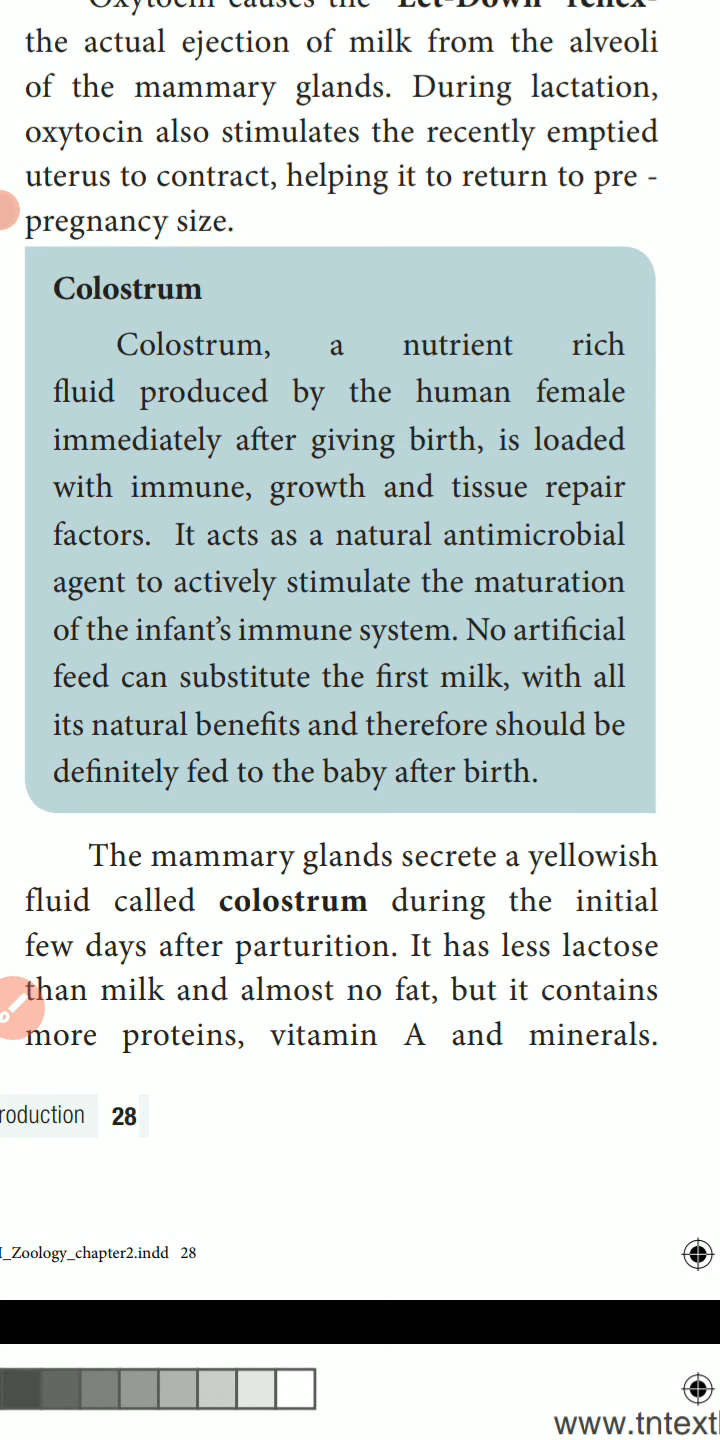 Oxytocin causes the "Let-Down" reflex-
the actual ejection of milk from the alveoli
of the mammary glands. During lactation,
oxytocin also stimulates the recently emptied
uterus to contract, helping it to return to pre -
pregnancy size.
Colostrum
Colostrum, a nutrient rich
fluid produced by the human female
immediately after giving birth, is loaded
with immune, growth and tissue repair
factors. It acts as a natural antimicrobial
agent to actively stimulate the maturation
of the infant's immune system. No artificial
feed can substitute the first milk, with all
its natural benefits and therefore should be
definitely fed to the baby after birth.
The mammary glands secrete a yellowish
fluid called colostrum during the initial
few days after parturition. It has less lactose
than milk and almost no fat, but it contains
more proteins, vitamin A and minerals.
roduction 28
I_Zoology_chapter2.indd 28
www.tntext